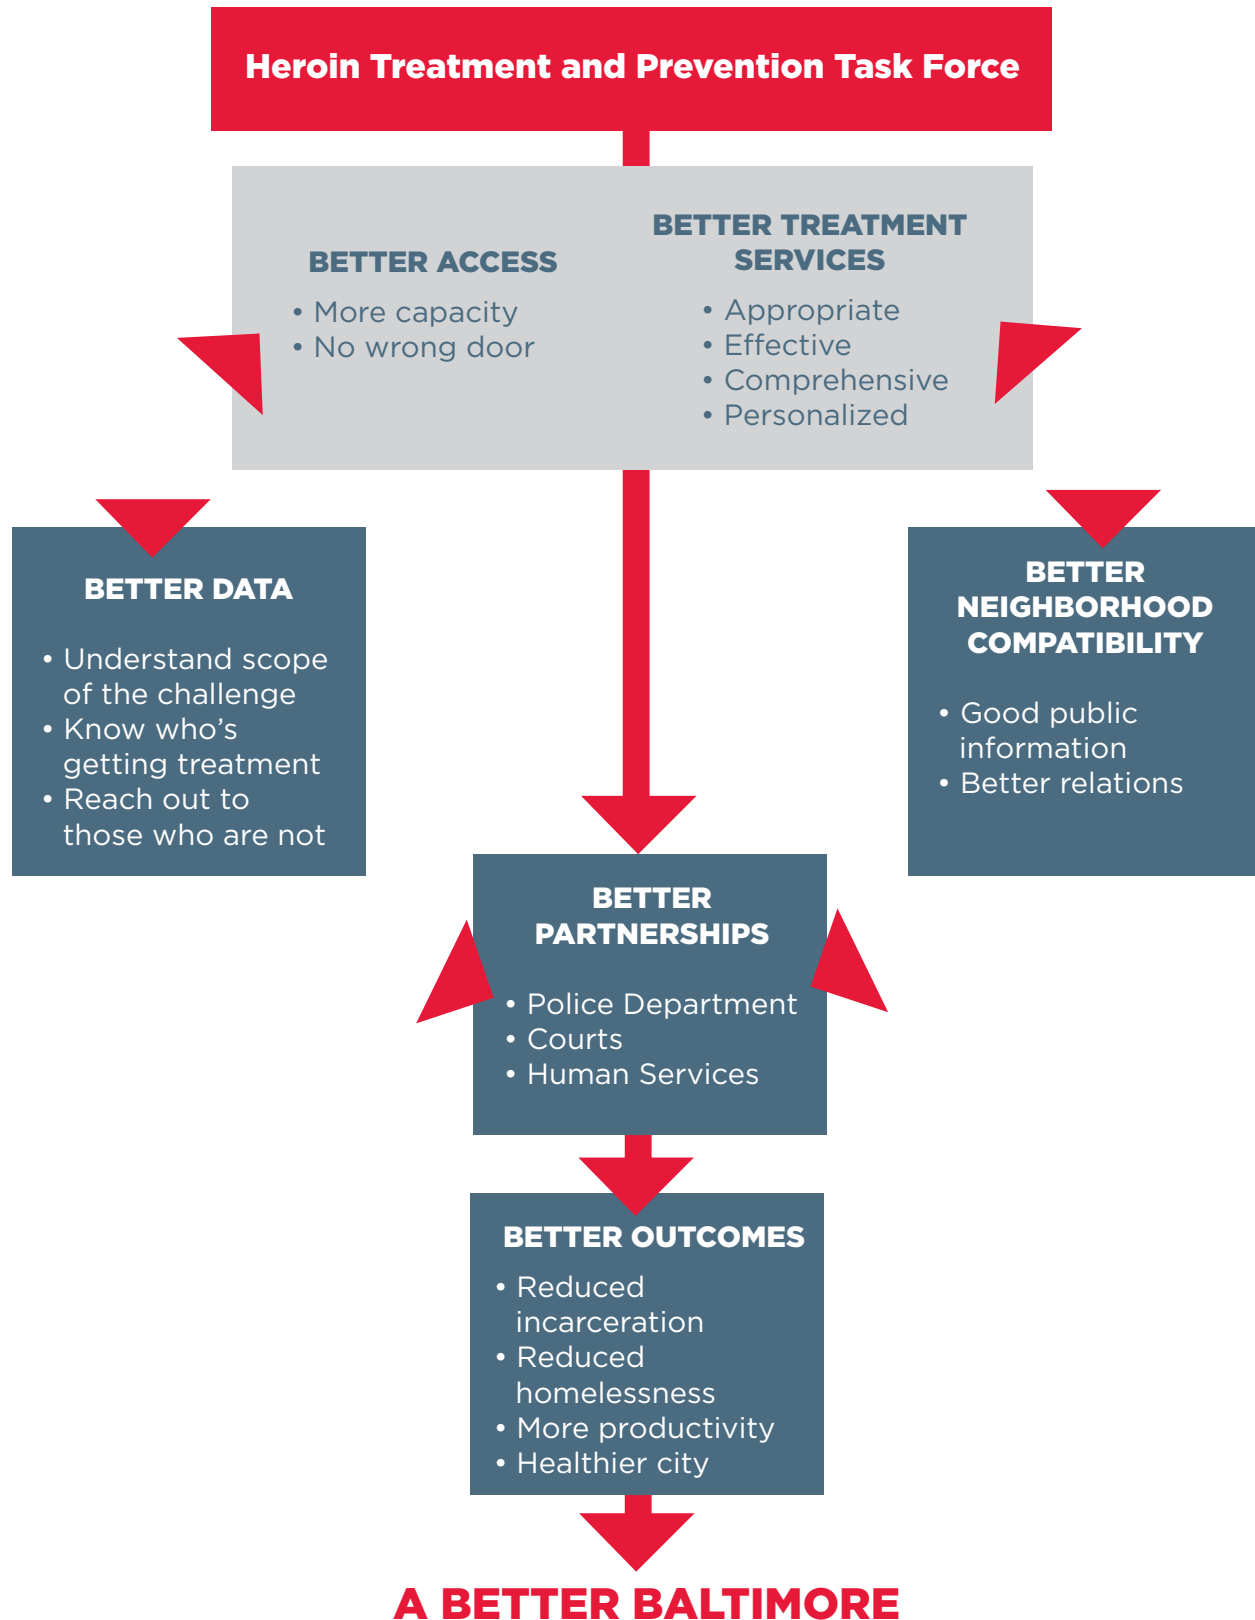 Heroin Treatment and Prevention Task Force
BETTER ACCESS
• More capacity
• No wrong door
BETTER TREATMENT
SERVICES
• Appropriate
• Effective
• Comprehensive
• Personalized
BETTER DATA
• Understand scope
of the challenge
• Know who’s
getting treatment
• Reach out to
those who are not
BETTER
NEIGHBORHOOD
COMPATIBILITY
• Good public
information
• Better relations
BETTER
PARTNERSHIPS
• Police Department
• Courts
• Human Services
BETTER OUTCOMES
• Reduced
incarceration
• Reduced
homelessness
• More productivity
• Healthier city
A BETTER BALTIMORE